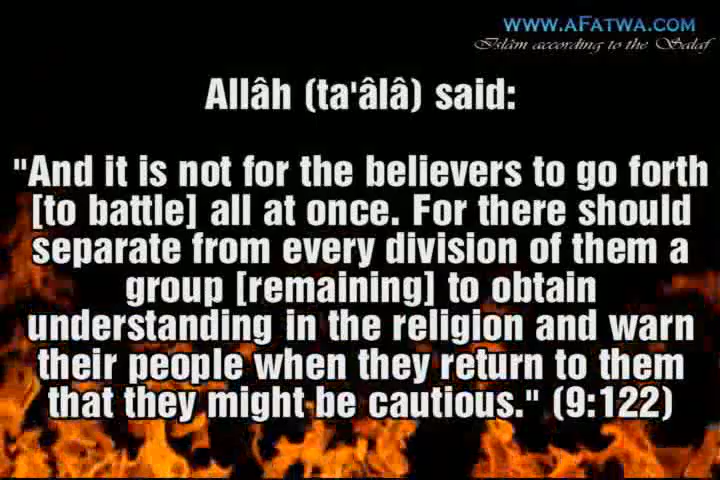 WWW.AFATWA.COM
Islâm according to the Salaf
Allâh (ta'âlâ) said:
"And it is not for the believers to go forth
[to battle] all at once. For there should
separate from every division of them a
group [remaining] to obtain
understanding in the religion and warn
their people when they return to them
that they might be cautious." (9:122)